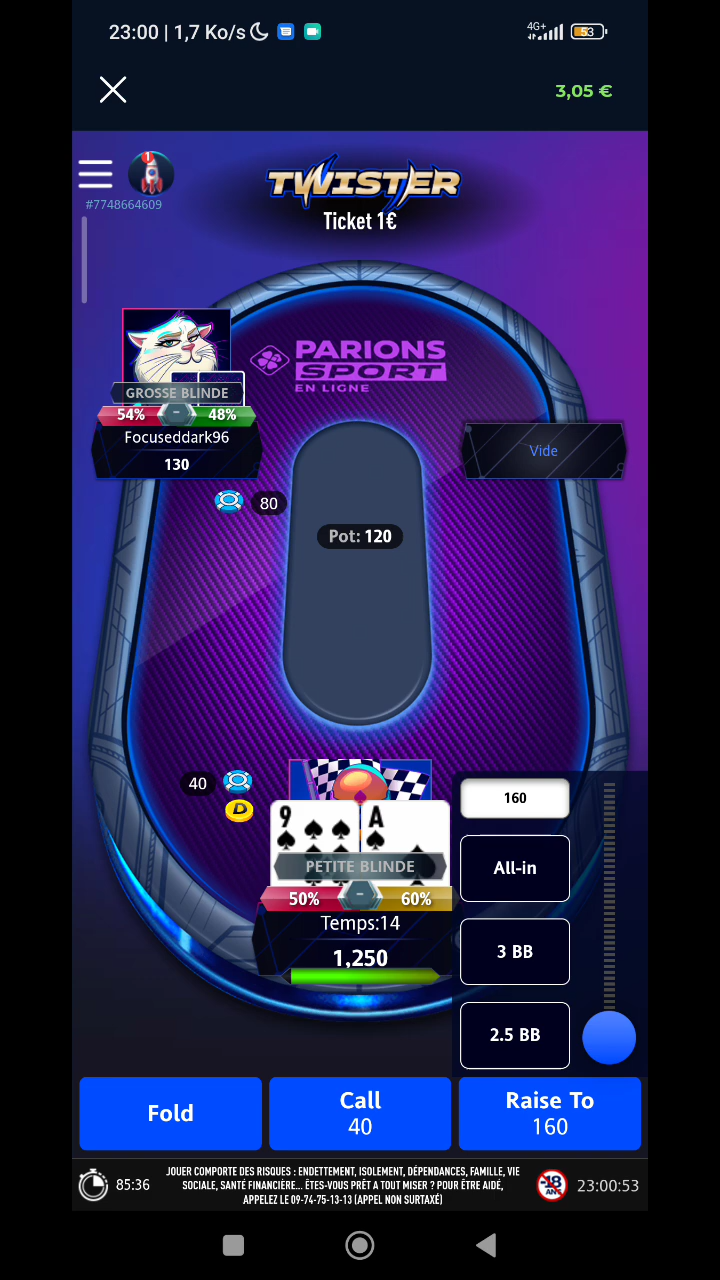 23:00 | 1,7 Ko/s
4G+
53
3,05 €
1
#7748664609
TWISTER
Ticket 1€
PARIONS
SPORT
EN LIGNE
GROSSE BLINDE
54% 48%
Focuseddark96
130
Vide
80
Pot: 120
40
D
9 A
PETITE BLINDE
50% 60%
Temps:14
1,250
160
All-in
3 BB
2.5 BB
Fold
Call
40
Raise To
160
85:36
JOUER COMPORTE DES RISQUES : ENDETTEMENT, ISOLEMENT, DÉPENDANCES, FAMILLE, VIE
SOCIALE, SANTÉ FINANCIÈRE... ÊTES-VOUS PRÊT A TOUT MISER ? POUR ÊTRE AIDÉ,
APPELEZ LE 09-74-75-13-13 (APPEL NON SURTAXÉ)
-18
ANS
23:00:53